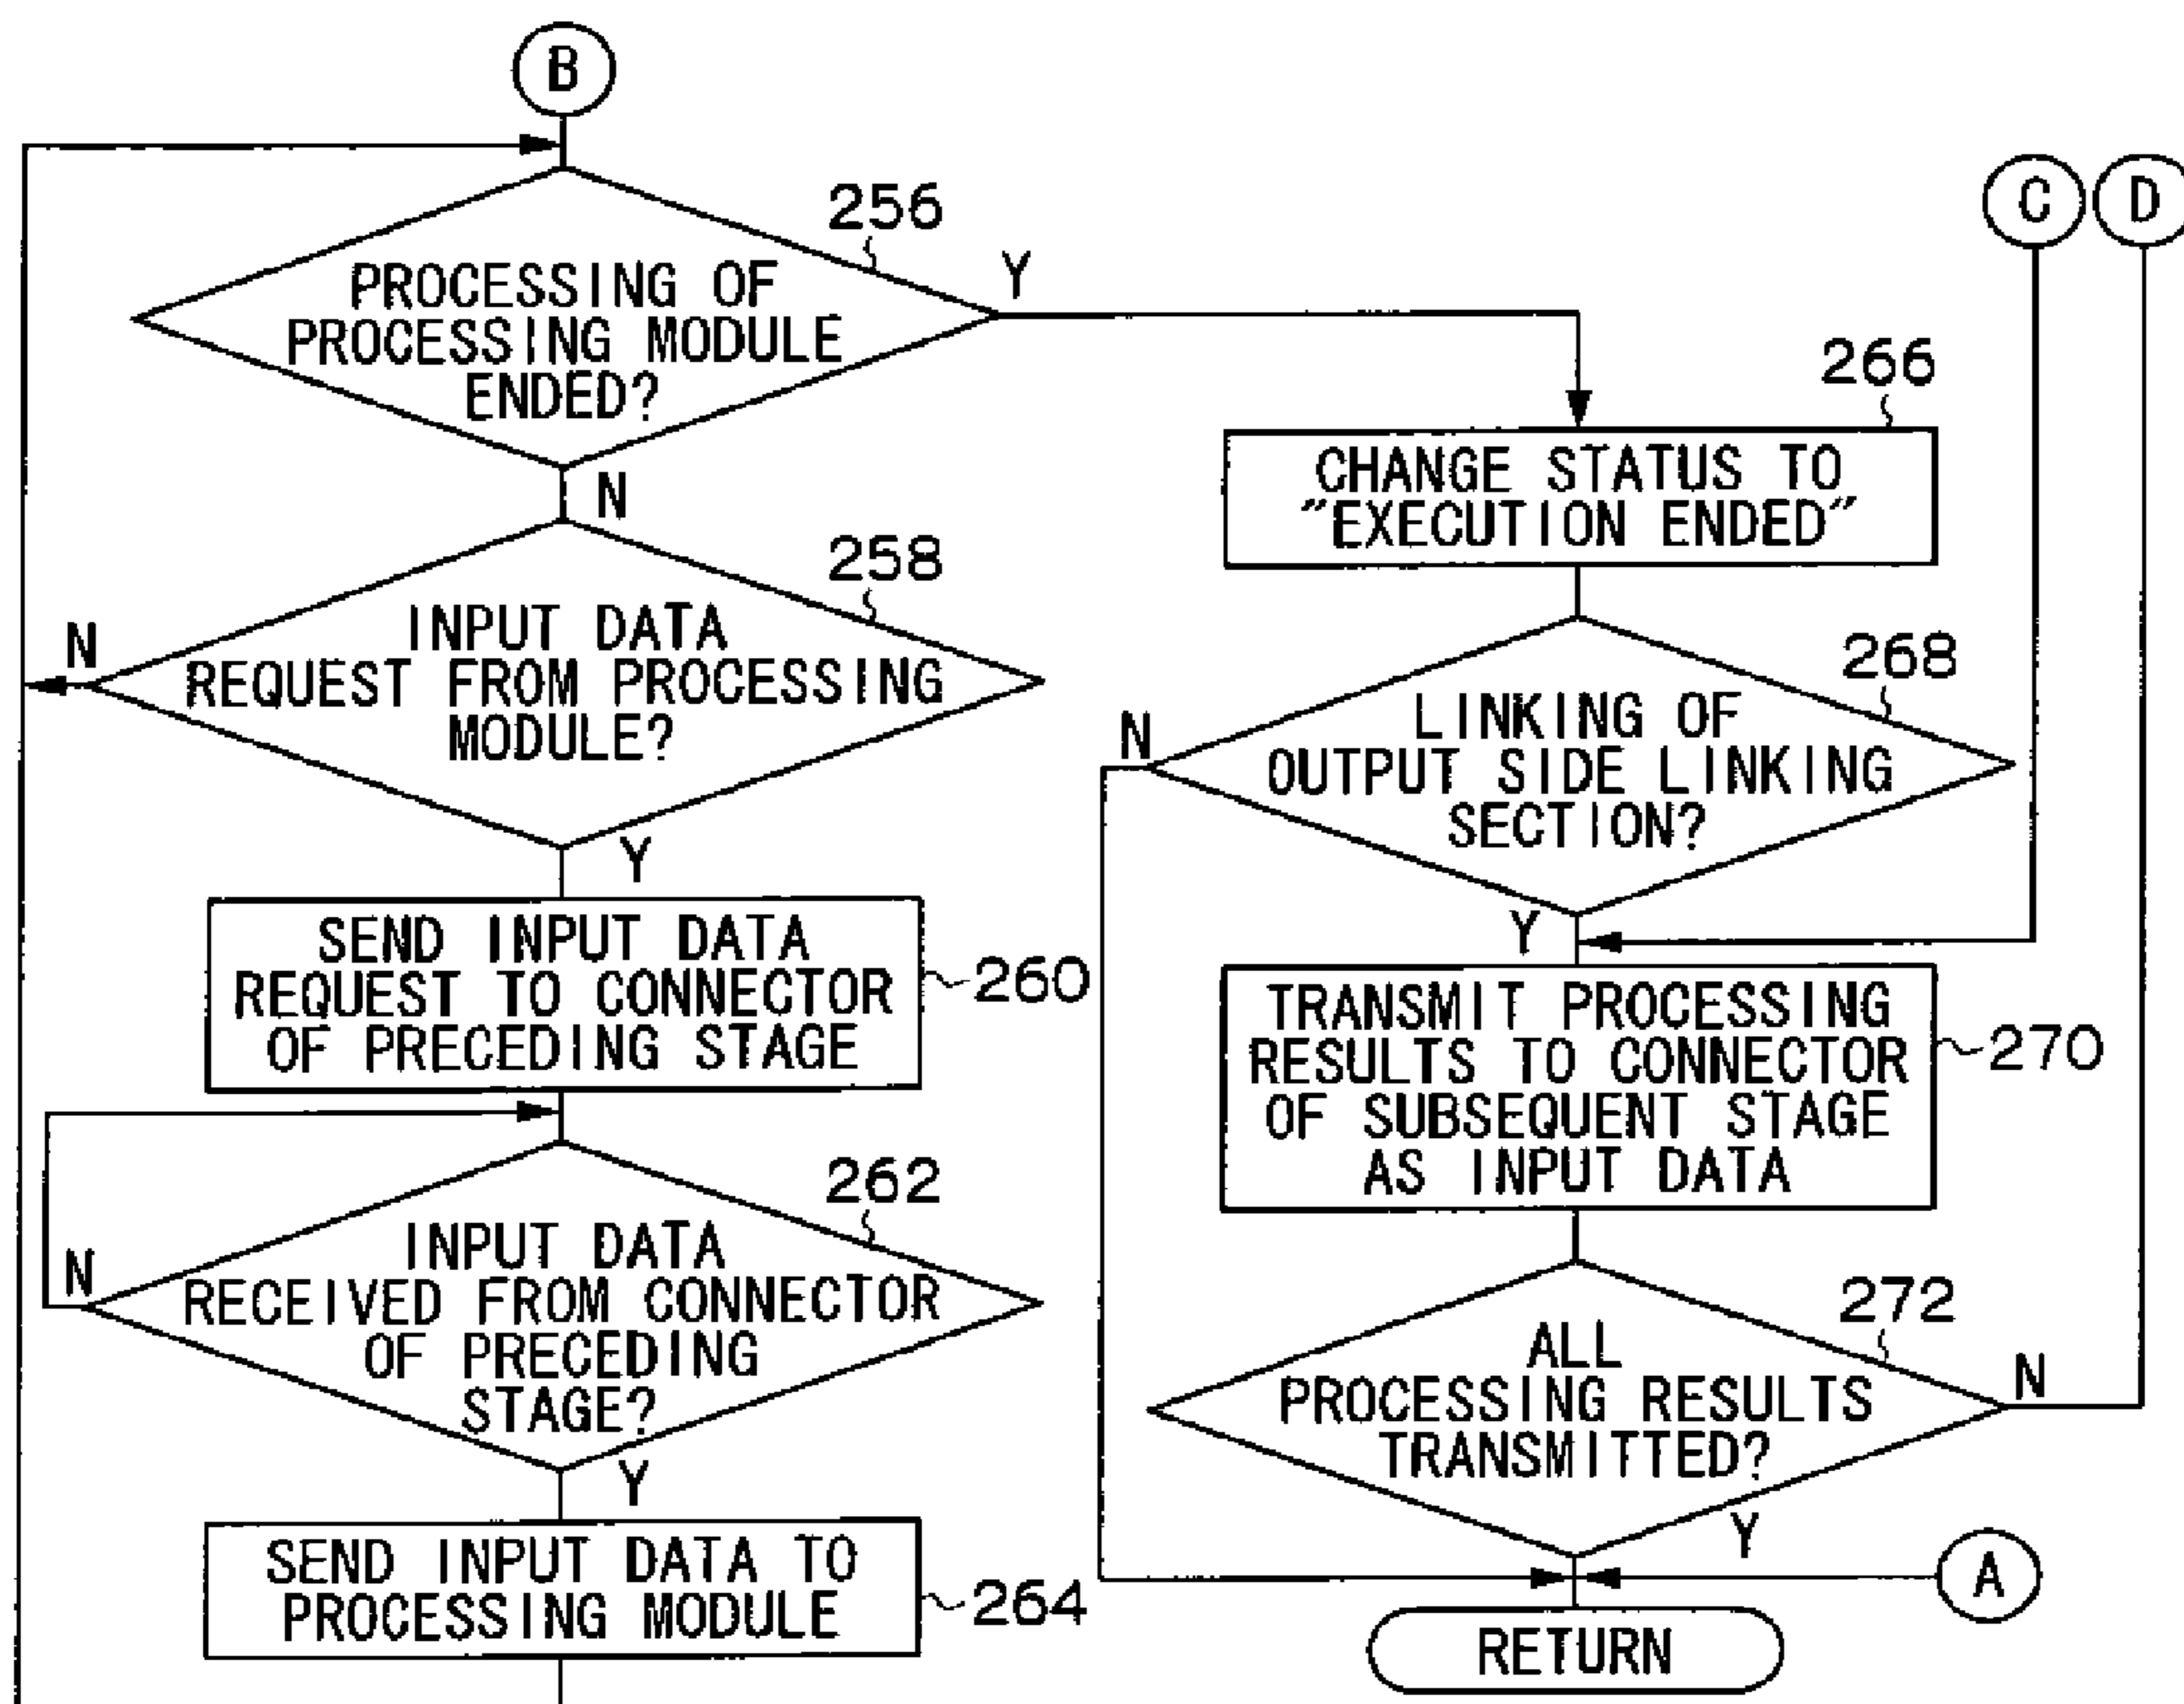 B
256
PROCESSING OF
PROCESSING MODULE
ENDED?
Y
N
258
INPUT DATA
REQUEST FROM PROCESSING
MODULE?
N
Y
SEND INPUT DATA
REQUEST TO CONNECTOR
OF PRECEDING STAGE
260
262
INPUT DATA
RECEIVED FROM CONNECTOR
OF PRECEDING
STAGE?
N
Y
SEND INPUT DATA TO
PROCESSING MODULE
264
C
D
266
CHANGE STATUS TO
"EXECUTION ENDED"
268
LINKING OF
OUTPUT SIDE LINKING
SECTION?
N
Y
TRANSMIT PROCESSING
RESULTS TO CONNECTOR
OF SUBSEQUENT STAGE
AS INPUT DATA
270
272
ALL
PROCESSING RESULTS
TRANSMITTED?
N
Y
A
RETURN